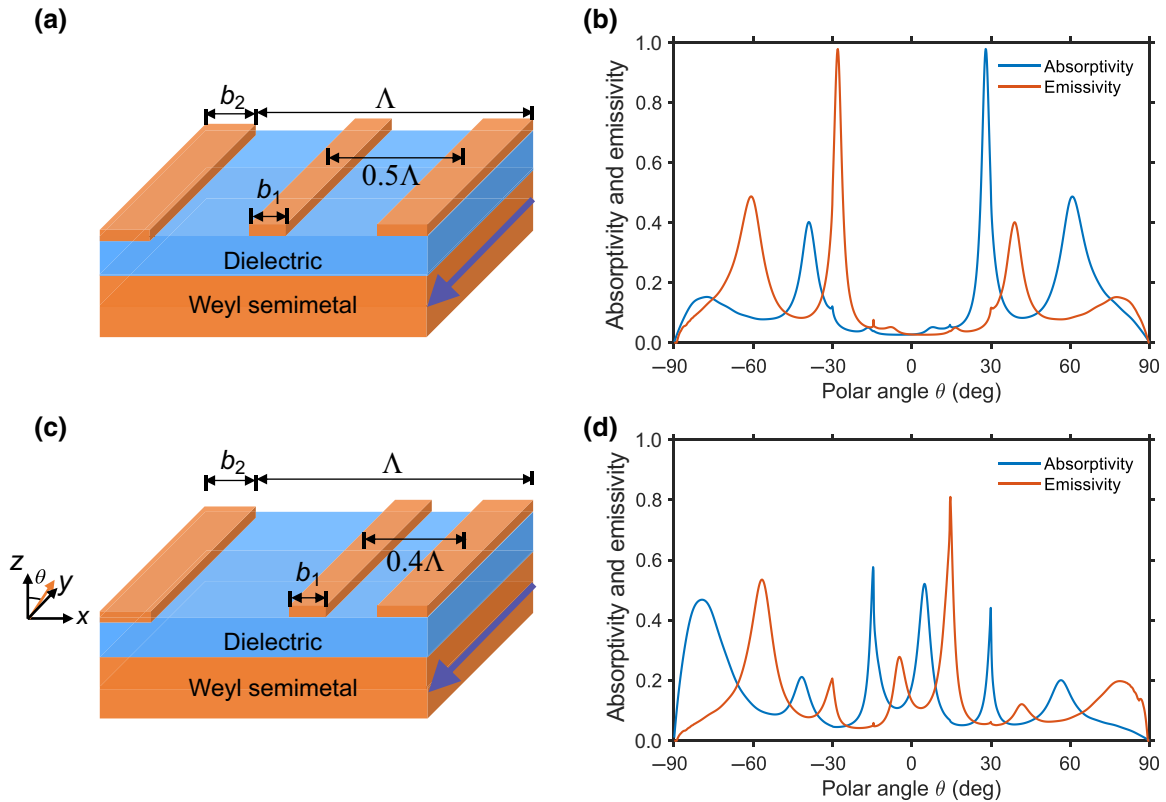 (a)
b2
Λ
0.5Λ
b1
Dielectric
Weyl semimetal
(b)
Absorptivity and emissivity
1.0
0.8
0.6
0.4
0.2
0.0
Absorptivity
Emissivity
−90 −60 −30 0 30 60 90
Polar angle θ (deg)
(c)
b2
Λ
0.4Λ
b1
z
θ
y
x
Dielectric
Weyl semimetal
(d)
Absorptivity and emissivity
1.0
0.8
0.6
0.4
0.2
0.0
Absorptivity
Emissivity
−90 −60 −30 0 30 60 90
Polar angle θ (deg)